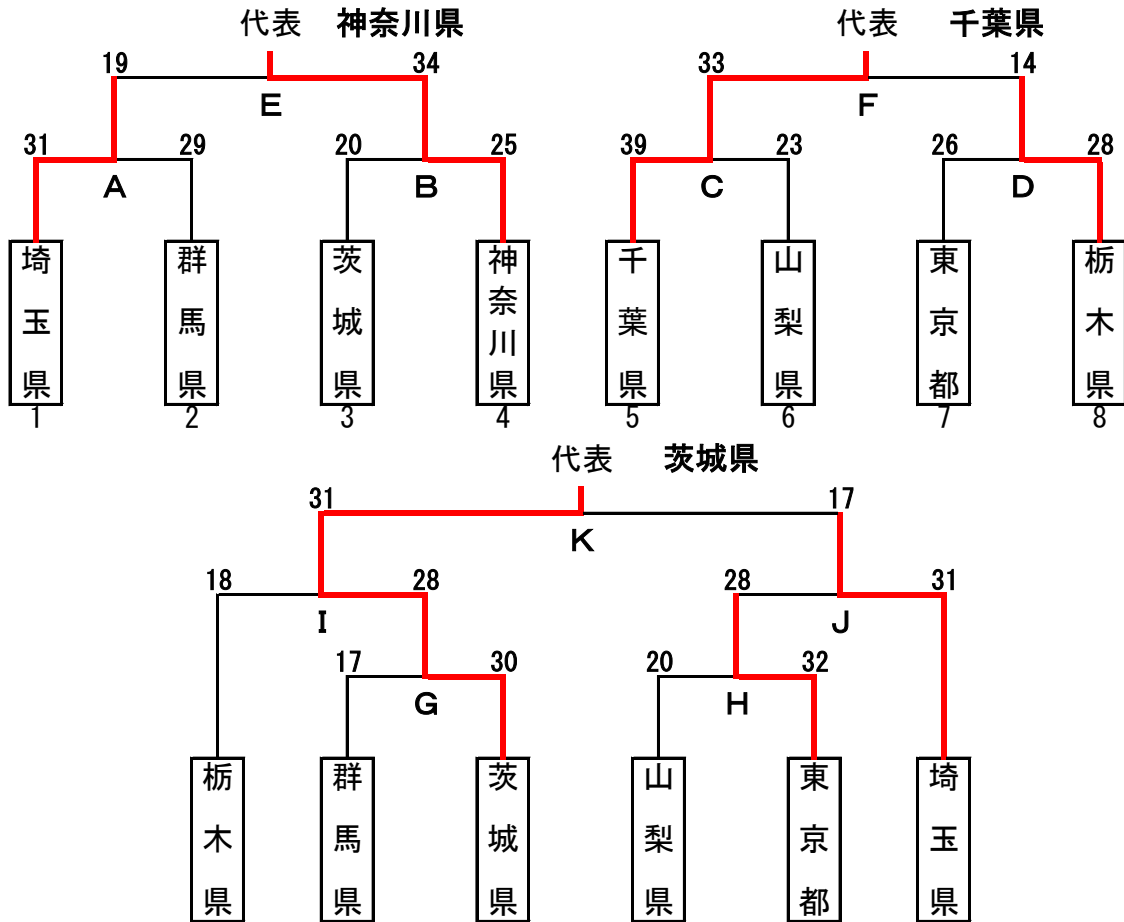 代表 神奈川県 代表 千葉県
19 34 33 14
E F
31 29 20 25 39 23 26 28
A B C D
埼玉県 群馬県 茨城県 神奈川県 千葉県 山梨県 東京都 栃木県
1 2 3 4 5 6 7 8
代表 茨城県
31 17
K
18 28 28 31
I J
17 30 20 32
G H
栃木県 群馬県 茨城県 山梨県 東京都 埼玉県